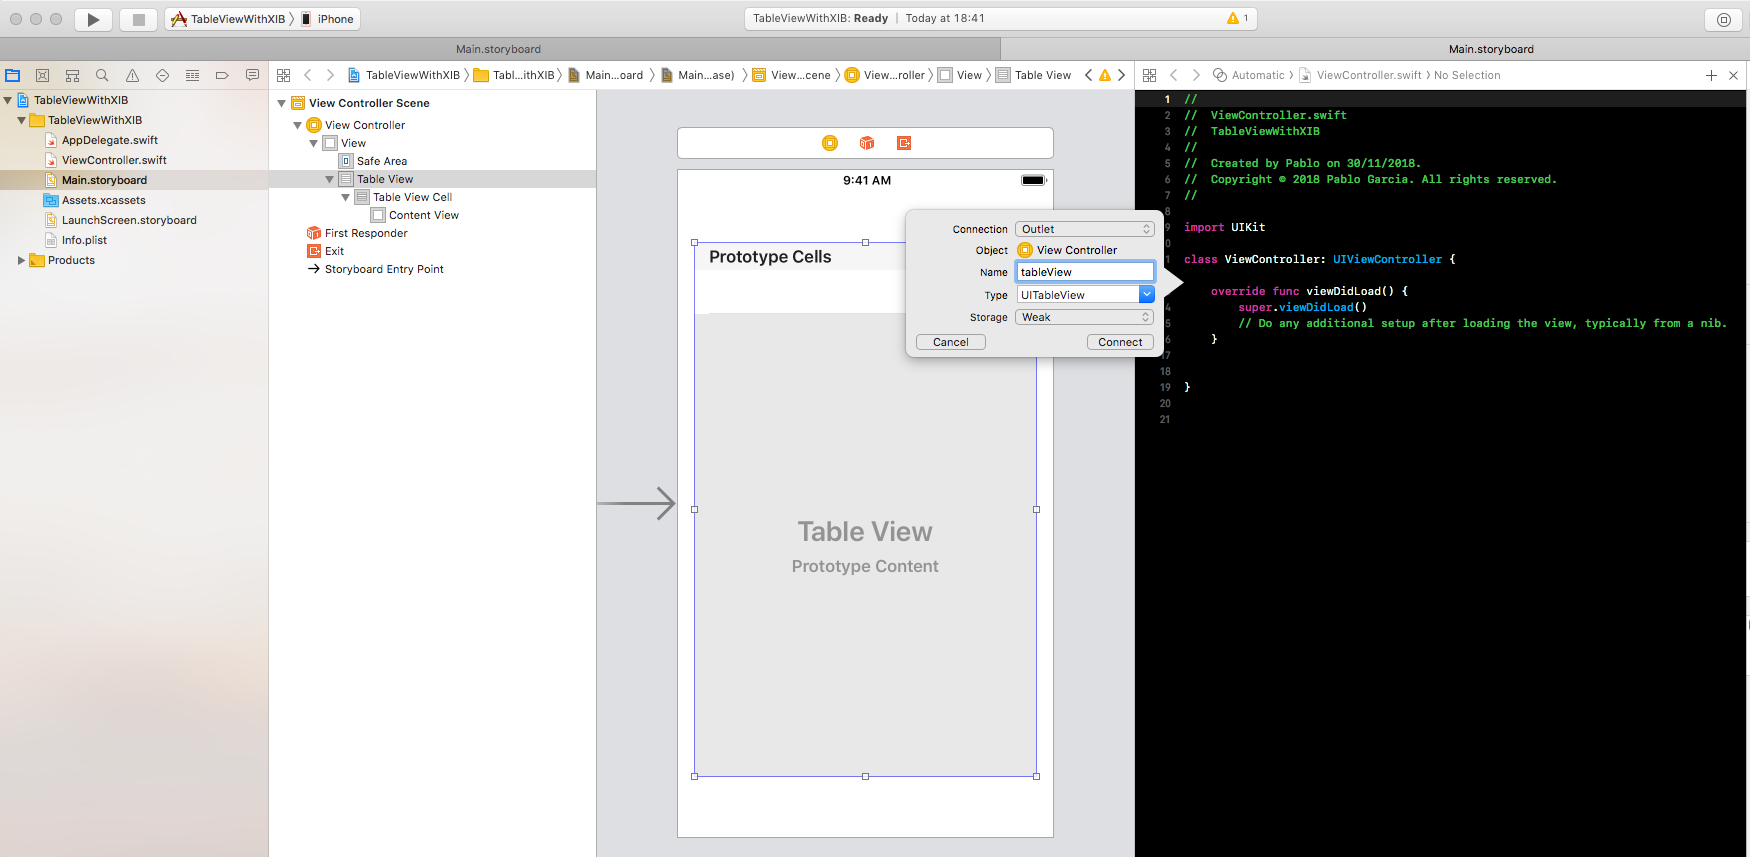 TableViewWithXIB
iPhone
TableViewWithXIB: Ready | Today at 18:41
1
Main.storyboard
Main.storyboard
TableViewWithXIB
Tabl...ithXIB
Main....oard
Main....ase)
View...cene
View...roller
View
Table View
Automatic
ViewController.swift
No Selection
TableViewWithXIB
TableViewWithXIB
AppDelegate.swift
ViewController.swift
Main.storyboard
Assets.xcassets
LaunchScreen.storyboard
Info.plist
Products
View Controller Scene
View Controller
View
Safe Area
Table View
Table View Cell
Content View
First Responder
Exit
Storyboard Entry Point
9:41 AM
Prototype Cells
Table View
Prototype Content
Connection Outlet
Object View Controller
Name tableView
Type UITableView
Storage Weak
Cancel Connect
1 //
2 //  ViewController.swift
3 //  TableViewWithXIB
4 //
5 //  Created by Pablo on 30/11/2018.
6 //  Copyright © 2018 Pablo Garcia. All rights reserved.
7 //
8
9 import UIKit
0
1 class ViewController: UIViewController {
override func viewDidLoad() {
4 super.viewDidLoad()
5 // Do any additional setup after loading the view, typically from a nib.
6 }
17
18
19 }
20
21